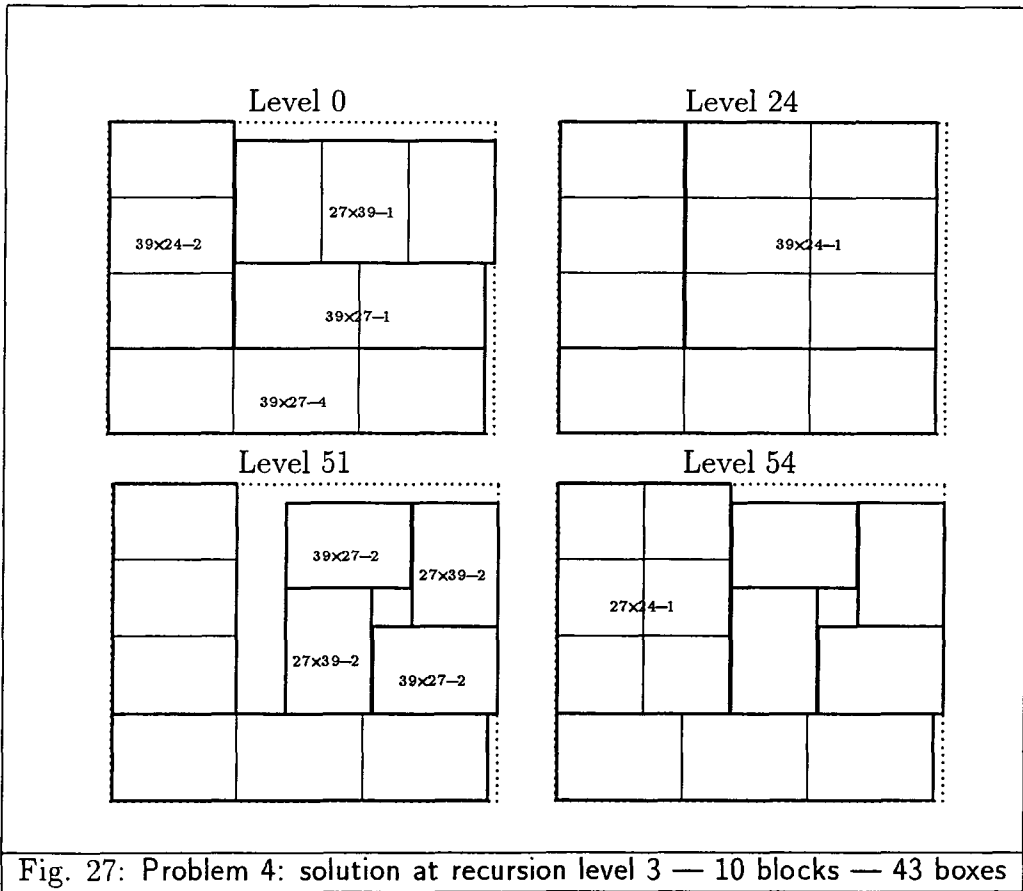 Level 0
Level 24
27×39–1
39×24–2
39×24–1
39×27–1
39×27–4
Level 51
Level 54
39×27–2
27×39–2
27×24–1
27×39–2
39×27–2
Fig. 27: Problem 4: solution at recursion level 3 — 10 blocks — 43 boxes